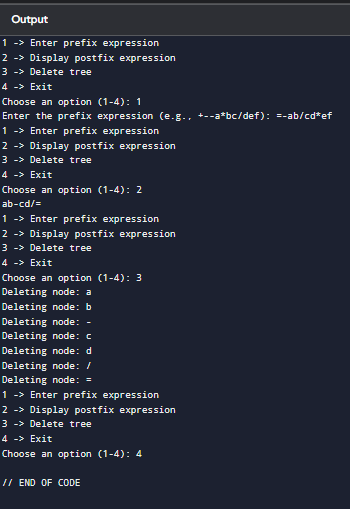 Output
1 -> Enter prefix expression
2 -> Display postfix expression
3 -> Delete tree
4 -> Exit
Choose an option (1-4): 1
Enter the prefix expression (e.g., +--a*bc/def): =-ab/cd*ef
1 -> Enter prefix expression
2 -> Display postfix expression
3 -> Delete tree
4 -> Exit
Choose an option (1-4): 2
ab-cd/=
1 -> Enter prefix expression
2 -> Display postfix expression
3 -> Delete tree
4 -> Exit
Choose an option (1-4): 3
Deleting node: a
Deleting node: b
Deleting node: -
Deleting node: c
Deleting node: d
Deleting node: /
Deleting node: =
1 -> Enter prefix expression
2 -> Display postfix expression
3 -> Delete tree
4 -> Exit
Choose an option (1-4): 4
// END OF CODE